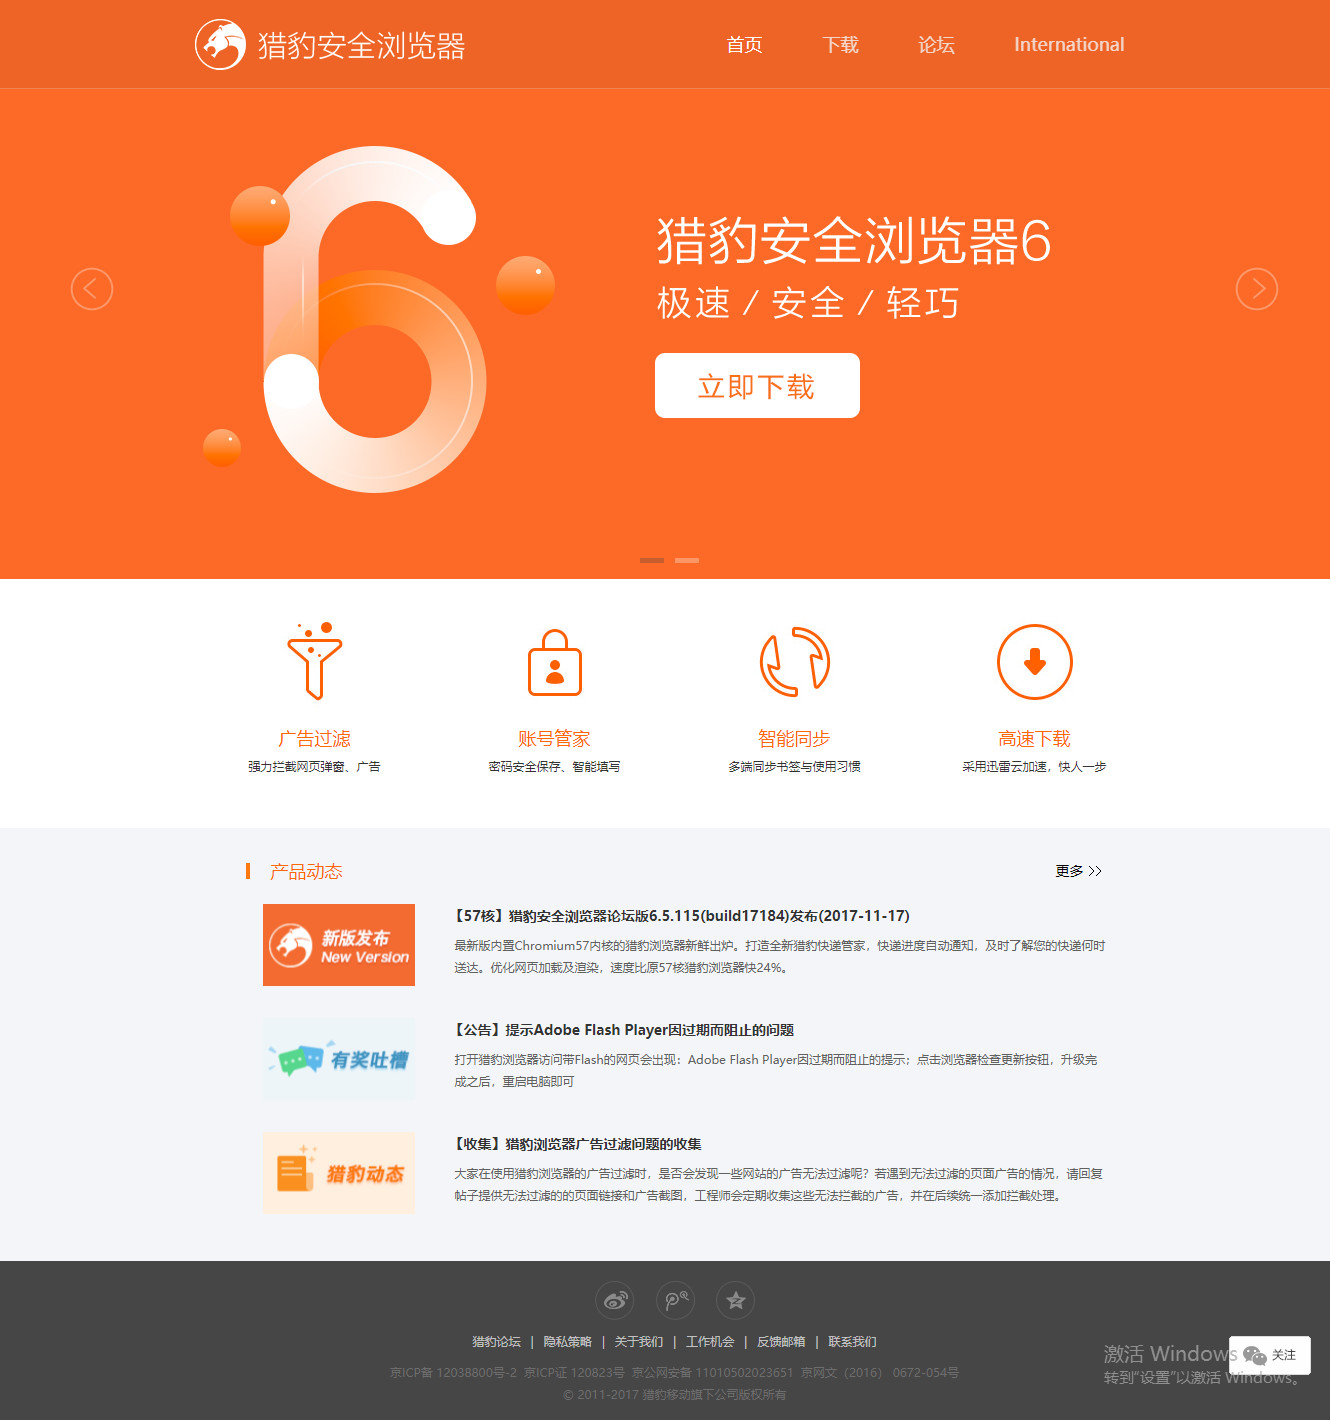 猎豹安全浏览器
首页 下载 论坛 International
猎豹安全浏览器6
极速 / 安全 / 轻巧
立即下载
广告过滤 账号管家 智能同步 高速下载
强力拦截网页弹窗、广告 密码安全保存、智能填写 多端同步书签与使用习惯 采用迅雷云加速，快人一步
产品动态 更多 >>
新版发布
New Version
【57核】猎豹安全浏览器论坛版6.5.115(build17184)发布(2017-11-17)
最新版内置Chromium57内核的猎豹浏览器新鲜出炉。打造全新猎豹快递管家，快递进度自动通知，及时了解您的快递何时
送达。优化网页加载及渲染，速度比原57核猎豹浏览器快24%。
有奖吐槽
【公告】提示Adobe Flash Player因过期而阻止的问题
打开猎豹浏览器访问带Flash的网页会出现：Adobe Flash Player因过期而阻止的提示；点击浏览器检查更新按钮，升级完
成之后，重启电脑即可
猎豹动态
【收集】猎豹浏览器广告过滤问题的收集
大家在使用猎豹浏览器的广告过滤时，是否会发现一些网站的广告无法过滤呢？若遇到无法过滤的页面广告的情况，请回复
帖子提供无法过滤的的页面链接和广告截图，工程师会定期收集这些无法拦截的广告，并在后续统一添加拦截处理。
猎豹论坛 | 隐私策略 | 关于我们 | 工作机会 | 反馈邮箱 | 联系我们
京ICP备 12038800号-2 京ICP证 120823号 京公网安备 11010502023651 京网文（2016） 0672-054号
© 2011-2017 猎豹移动旗下公司版权所有
激活 Windows
转到"设置"以激活 Windows。
关注